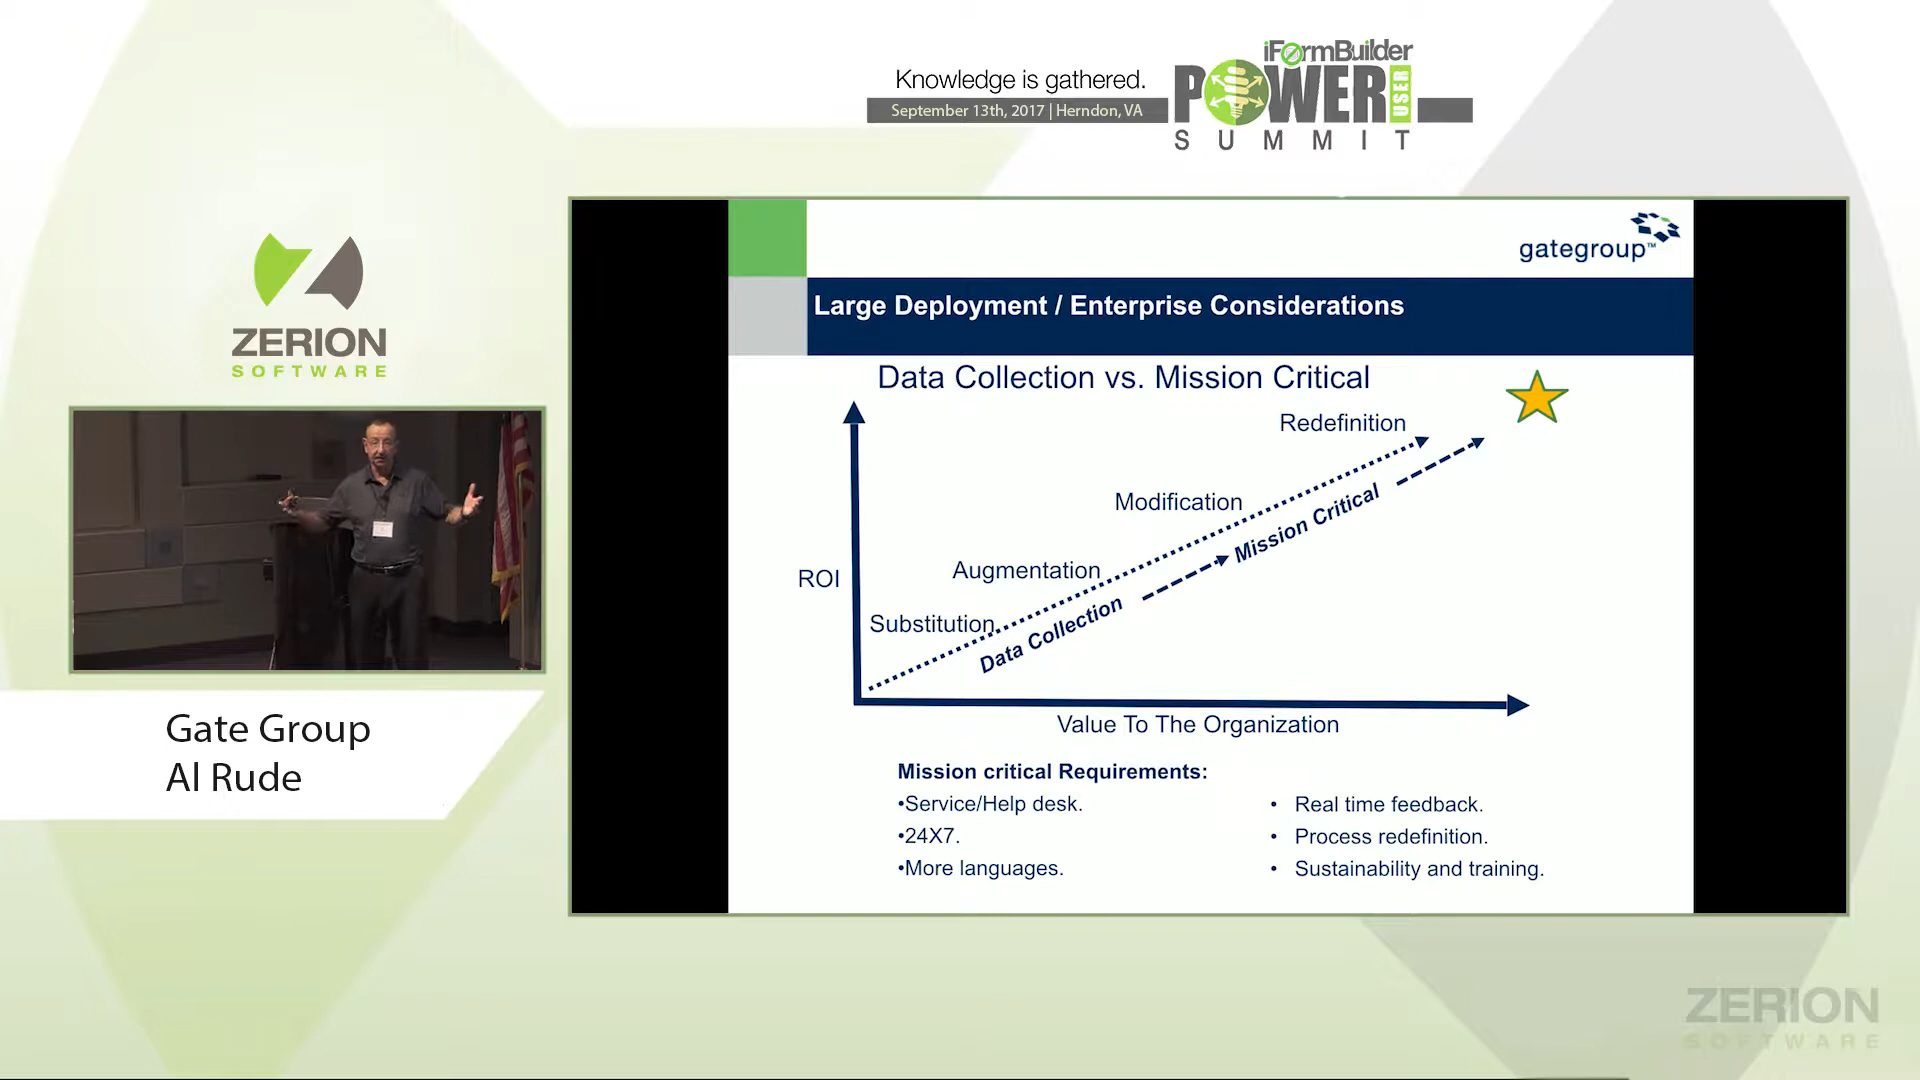 iFormBuilder
Knowledge is gathered.
POWER USER
September 13th, 2017 | Herndon, VA
SUMMIT
ZERION
SOFTWARE
gategroup™
Large Deployment / Enterprise Considerations
Data Collection vs. Mission Critical
Redefinition
Modification
Mission Critical
Augmentation
ROI
Data Collection
Substitution
Value To The Organization
Mission critical Requirements:
•Service/Help desk.
•24X7.
•More languages.
• Real time feedback.
• Process redefinition.
• Sustainability and training.
Gate Group
Al Rude
ZERION
SOFTWARE